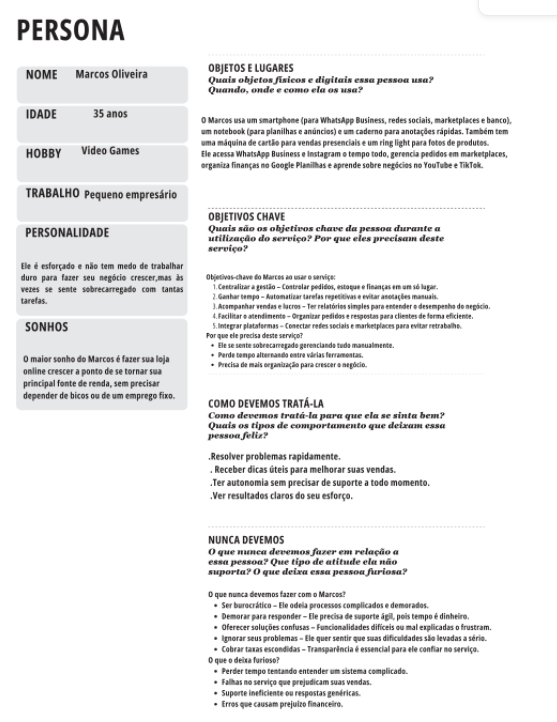 PERSONA
NOME Marcos Oliveira
IDADE 35 anos
HOBBY Video Games
TRABALHO Pequeno empresário
PERSONALIDADE
Ele é esforçado e não tem medo de trabalhar
duro para fazer seu negócio crescer,mas às
vezes se sente sobrecarregado com tantas
tarefas.
SONHOS
O maior sonho do Marcos é fazer sua loja
online crescer a ponto de se tornar sua
principal fonte de renda, sem precisar
depender de bicos ou de um emprego fixo.
OBJETOS E LUGARES
Quais objetos físicos e digitais essa pessoa usa?
Quando, onde e como ela os usa?
O Marcos usa um smartphone (para WhatsApp Business, redes sociais, marketplaces e banco),
um notebook (para planilhas e anúncios) e um caderno para anotações rápidas. Também tem
uma máquina de cartão para vendas presenciais e um ring light para fotos de produtos.
Ele acessa WhatsApp Business e Instagram o tempo todo, gerencia pedidos em marketplaces,
organiza finanças no Google Planilhas e aprende sobre negócios no YouTube e TikTok.
OBJETIVOS CHAVE
Quais são os objetivos chave da pessoa durante a
utilização do serviço? Por que eles precisam deste
serviço?
Objetivos-chave do Marcos ao usar o serviço:
1. Centralizar a gestão – Controlar pedidos, estoque e finanças em um só lugar.
2. Ganhar tempo – Automatizar tarefas repetitivas e evitar anotações manuais.
3. Acompanhar vendas e lucros – Ter relatórios simples para entender o desempenho do negócio.
4. Facilitar o atendimento – Organizar pedidos e respostas para clientes de forma eficiente.
5. Integrar plataformas – Conectar redes sociais e marketplaces para evitar retrabalho.
Por que ele precisa deste serviço?
• Ele se sente sobrecarregado gerenciando tudo manualmente.
• Perde tempo alternando entre várias ferramentas.
• Precisa de mais organização para crescer o negócio.
COMO DEVEMOS TRATÁ-LA
Como devemos tratá-la para que ela se sinta bem?
Quais os tipos de comportamento que deixam essa
pessoa feliz?
.Resolver problemas rapidamente.
. Receber dicas úteis para melhorar suas vendas.
.Ter autonomia sem precisar de suporte a todo momento.
.Ver resultados claros do seu esforço.
NUNCA DEVEMOS
O que nunca devemos fazer em relação a
essa pessoa? Que tipo de atitude ela não
suporta? O que deixa essa pessoa furiosa?
O que nunca devemos fazer com o Marcos?
• Ser burocrático – Ele odeia processos complicados e demorados.
• Demorar para responder – Ele precisa de suporte ágil, pois tempo é dinheiro.
• Oferecer soluções confusas – Funcionalidades difíceis ou mal explicadas o frustram.
• Ignorar seus problemas – Ele quer sentir que suas dificuldades são levadas a sério.
• Cobrar taxas escondidas – Transparência é essencial para ele confiar no serviço.
O que o deixa furioso?
• Perder tempo tentando entender um sistema complicado.
• Falhas no serviço que prejudicam suas vendas.
• Suporte ineficiente ou respostas genéricas.
• Erros que causam prejuízo financeiro.